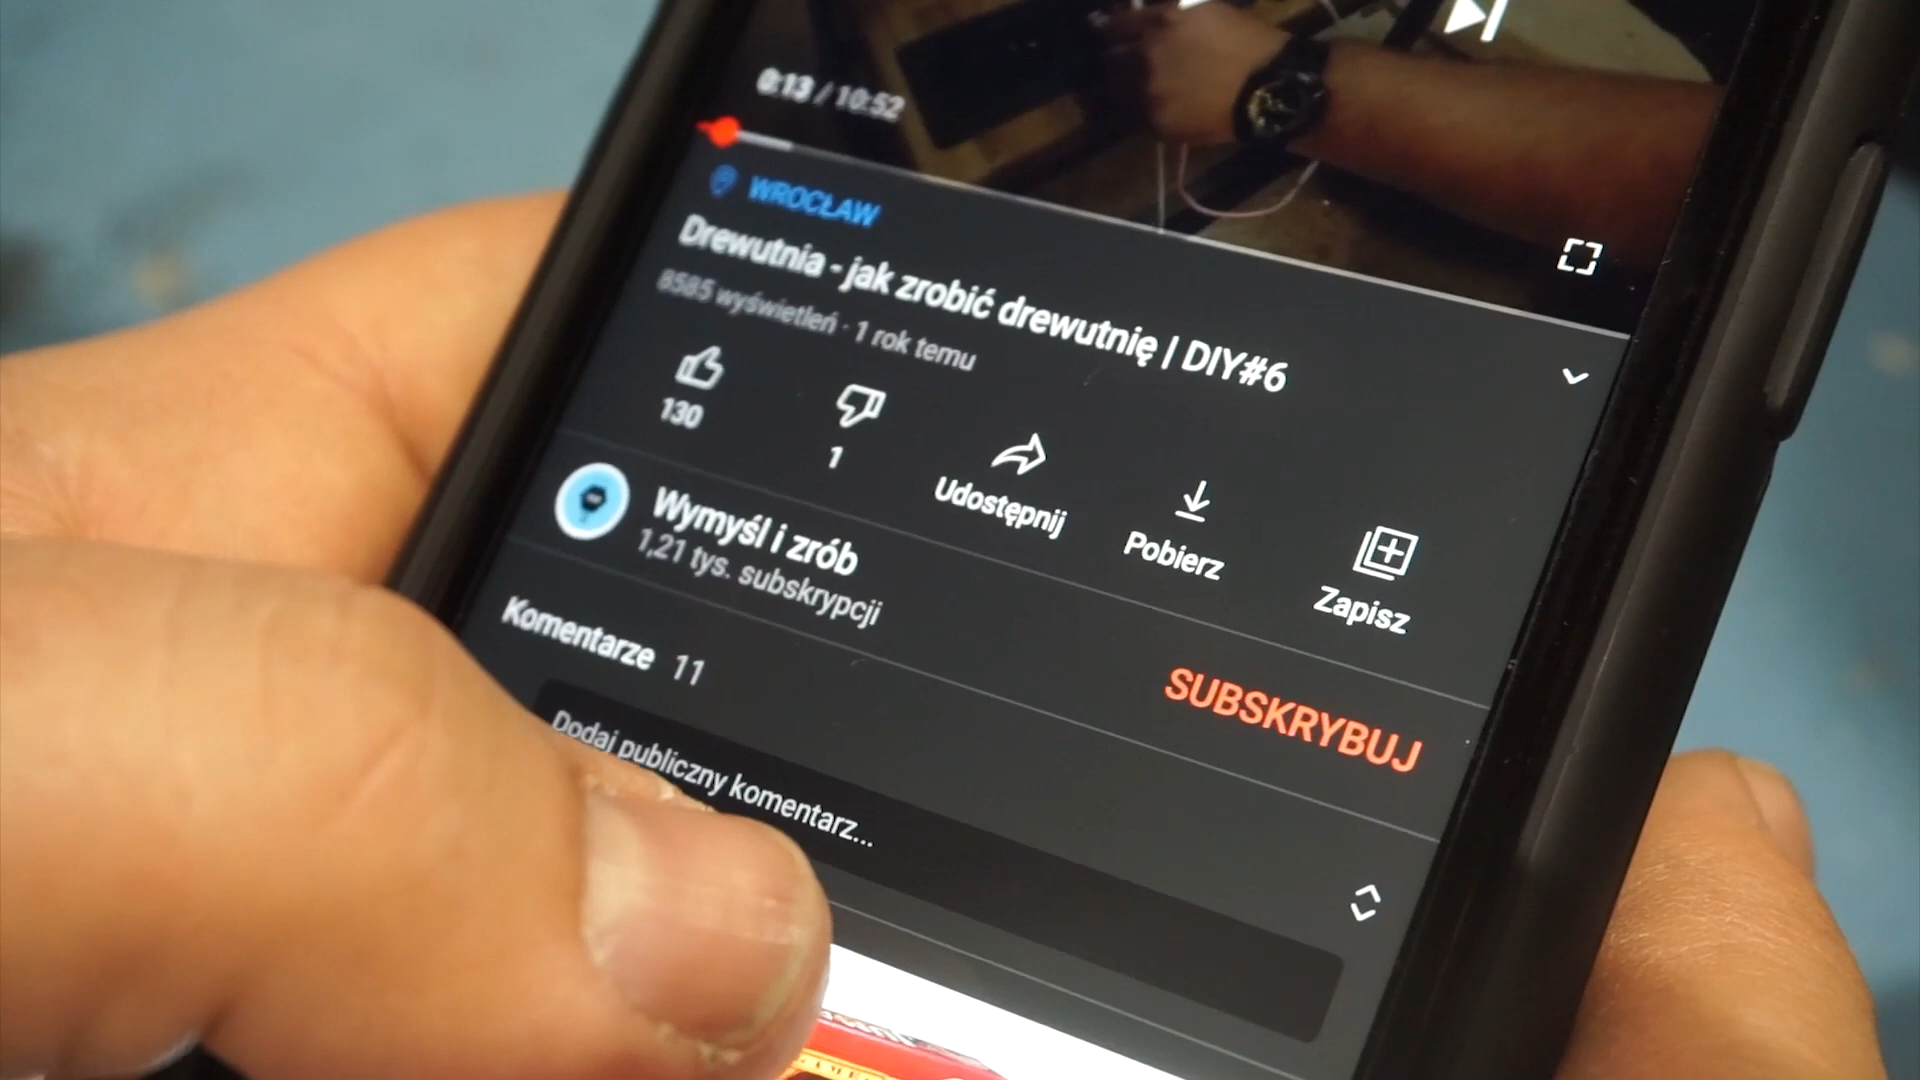 0:13 / 10:52
WROCŁAW
Drewutnia - jak zrobić drewutnię | DIY#6
8585 wyświetleń · 1 rok temu
130
1
Udostępnij
Pobierz
Zapisz
Wymyśl i zrób
1,21 tys. subskrypcji
SUBSKRYBUJ
Komentarze 11
Dodaj publiczny komentarz...